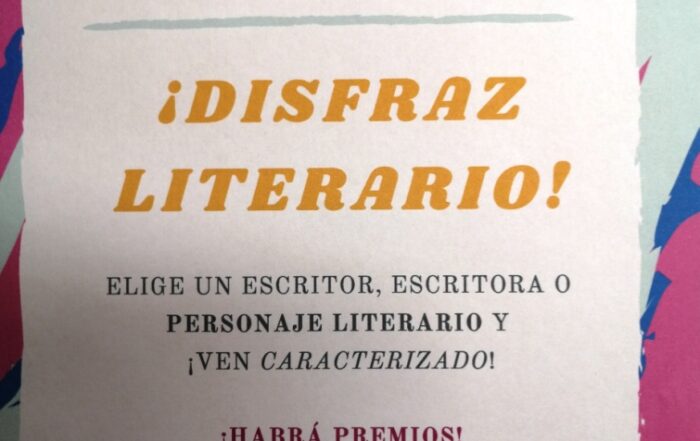 ¡DISFRAZ
LITERARIO!
ELIGE UN ESCRITOR, ESCRITORA O
PERSONAJE LITERARIO Y
¡VEN CARACTERIZADO!
¡HABRÁ PREMIOS!